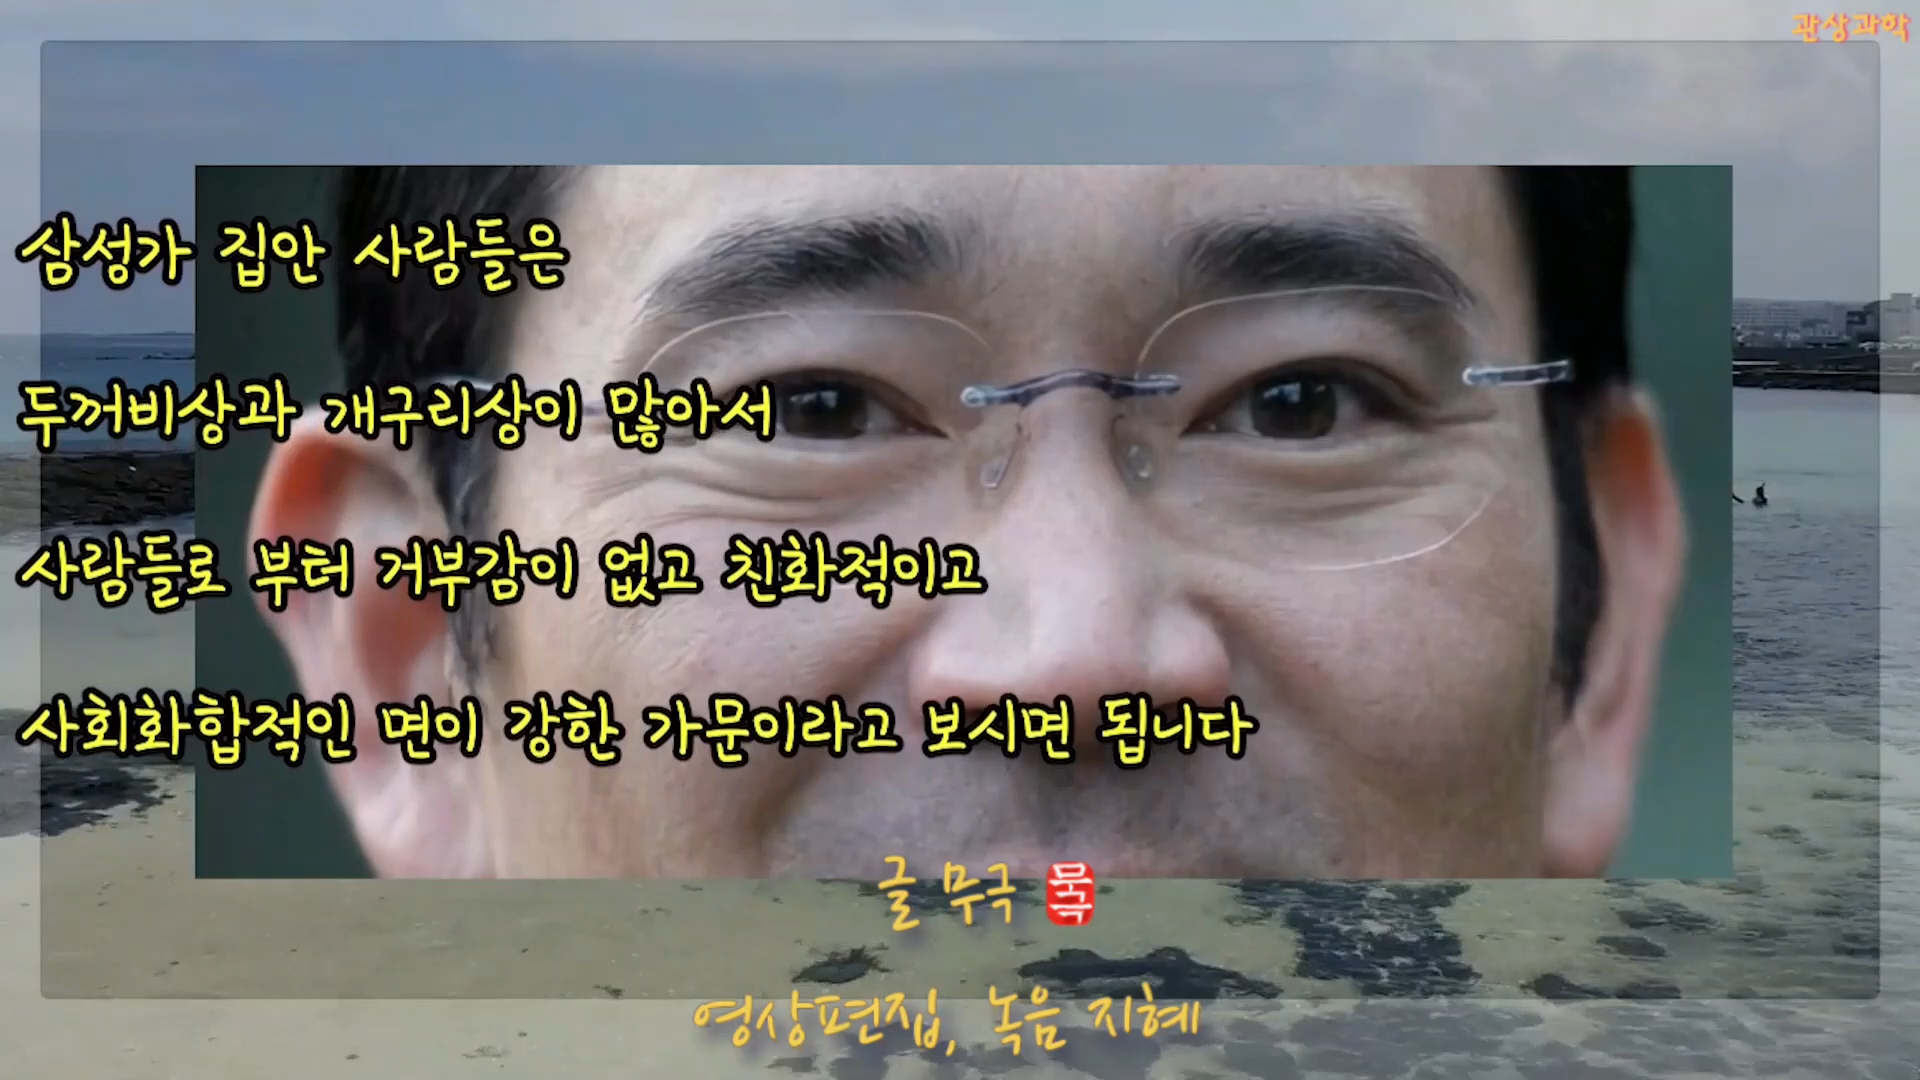 관상과학
삼성가 집안 사람들은
두꺼비상과 개구리상이 많아서
사람들로 부터 거부감이 없고 친화적이고
사회화합적인 면이 강한 가문이라고 보시면 됩니다
글 무극
영상편집, 녹음 지혜